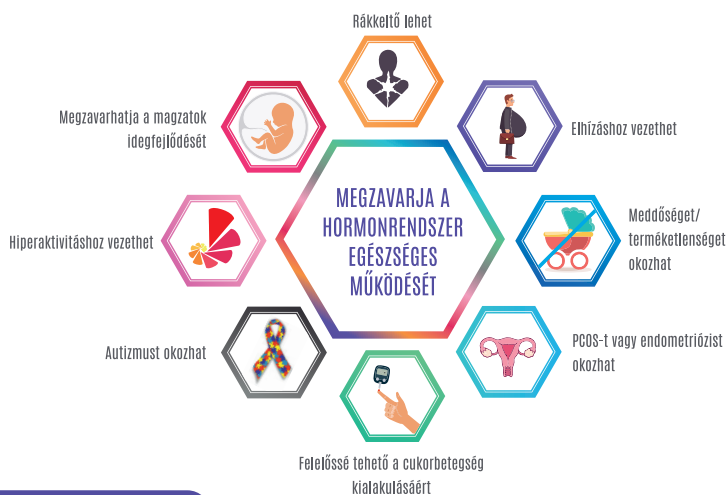 Rákkeltő lehet
Megzavarhatja a magzatok
idegfejlődését
Elhízáshoz vezethet
MEGZAVARJA A
HORMONRENDSZER
EGÉSZSÉGES
MŰKÖDÉSÉT
Hiperaktivitáshoz vezethet
Meddőséget/
terméketlenséget
okozhat
Autizmust okozhat
PCOS-t vagy endometriózist
okozhat
Felelőssé tehető a cukorbetegség
kialakulásáért